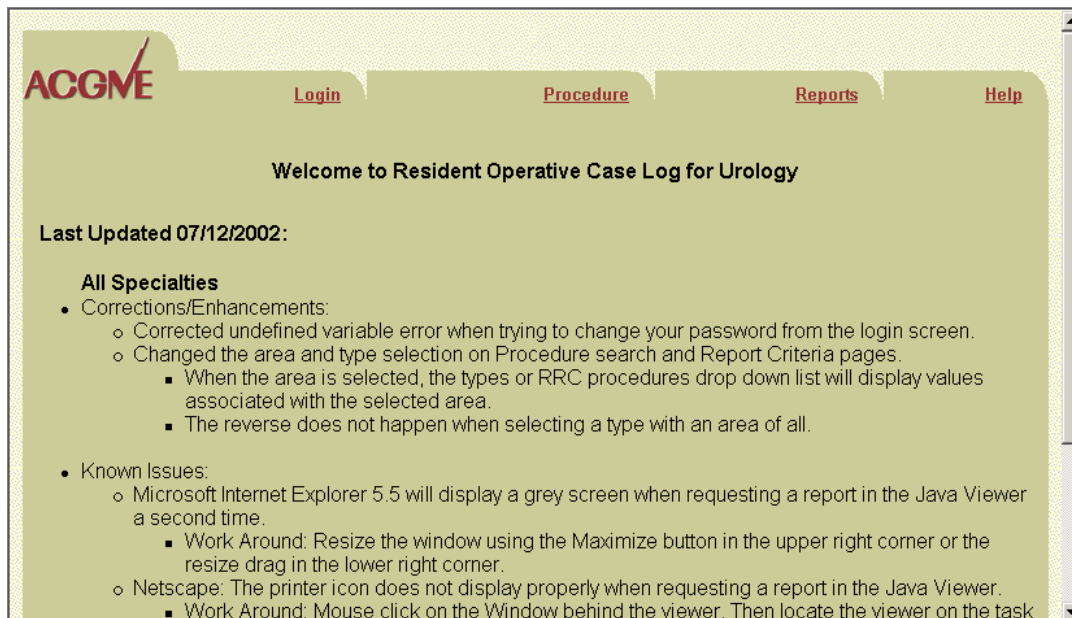 ACGME
Login Procedure Reports Help
Welcome to Resident Operative Case Log for Urology
Last Updated 07/12/2002:
All Specialties
• Corrections/Enhancements:
o Corrected undefined variable error when trying to change your password from the login screen.
o Changed the area and type selection on Procedure search and Report Criteria pages.
▪ When the area is selected, the types or RRC procedures drop down list will display values
associated with the selected area.
▪ The reverse does not happen when selecting a type with an area of all.
• Known Issues:
o Microsoft Internet Explorer 5.5 will display a grey screen when requesting a report in the Java Viewer
a second time.
▪ Work Around: Resize the window using the Maximize button in the upper right corner or the
resize drag in the lower right corner.
o Netscape: The printer icon does not display properly when requesting a report in the Java Viewer.
▪ Work Around: Mouse click on the Window behind the viewer. Then locate the viewer on the task